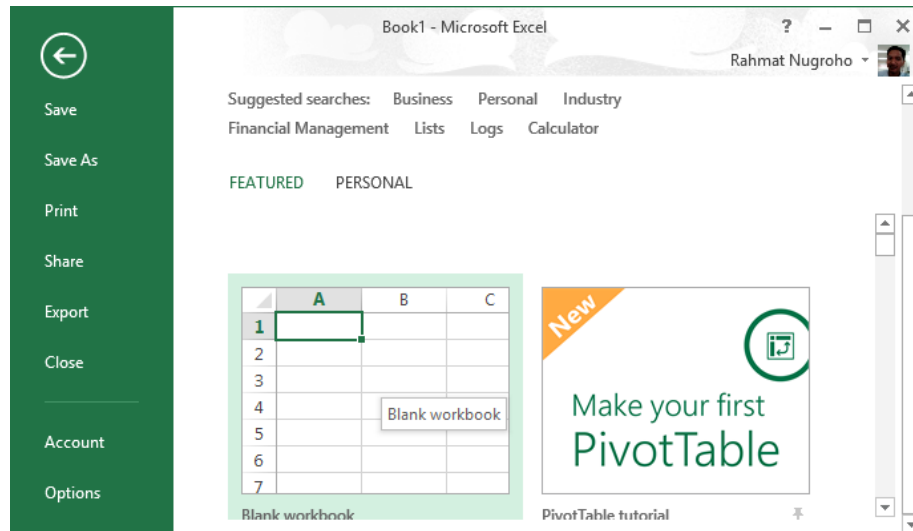 Book1 - Microsoft Excel
?
Rahmat Nugroho
Save
Save As
Print
Share
Export
Close
Account
Options
Suggested searches: Business Personal Industry
Financial Management Lists Logs Calculator
FEATURED PERSONAL
A B C
1
2
3
4
5
6
7
Blank workbook
Blank workbook
New
Make your first
PivotTable
PivotTable tutorial